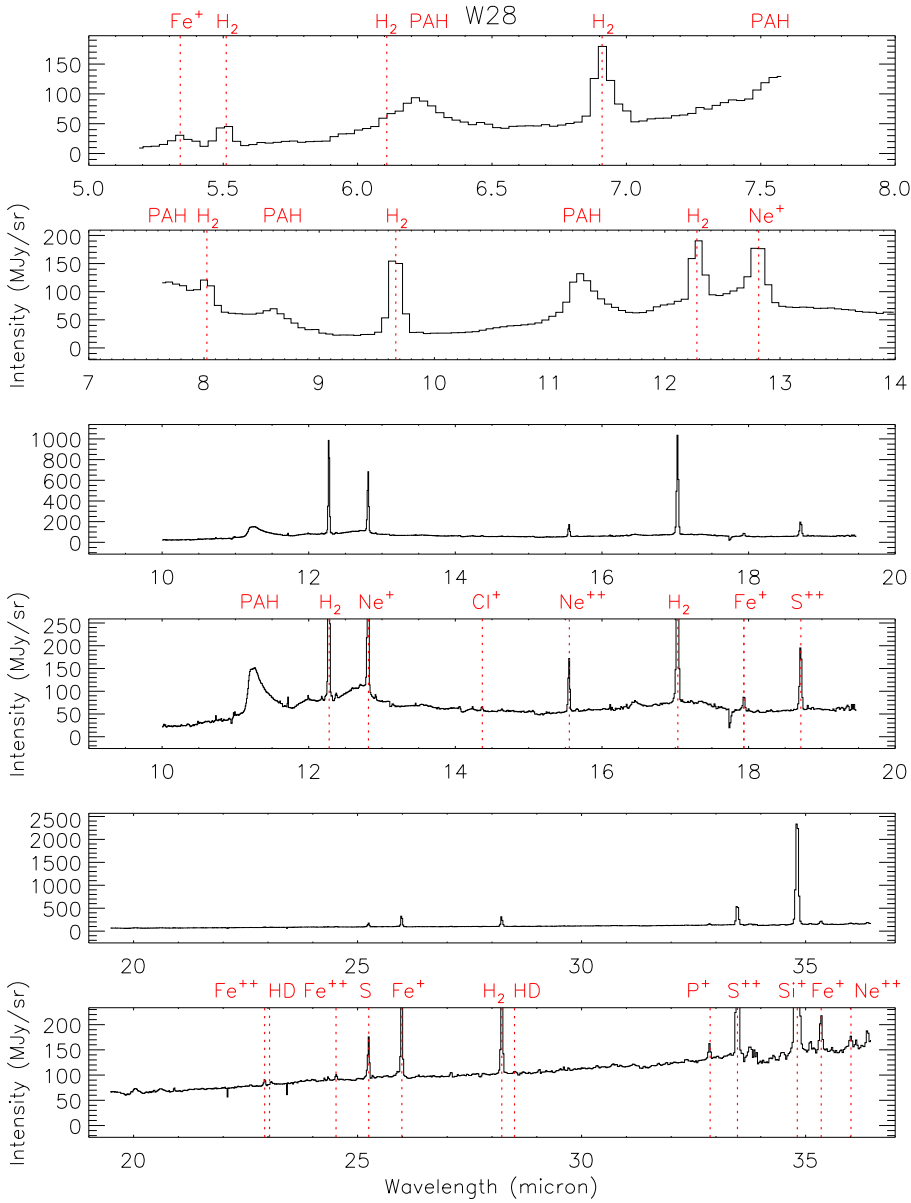 W28
Fe⁺ H₂ H₂ PAH H₂ PAH
150
100
50
0
5.0 5.5 6.0 6.5 7.0 7.5 8.0
PAH H₂ PAH H₂ PAH H₂ Ne⁺
Intensity (MJy/sr)
200
150
100
50
0
7 8 9 10 11 12 13 14
1000
800
600
400
200
0
10 12 14 16 18 20
PAH H₂ Ne⁺ Cl⁺ Ne⁺⁺ H₂ Fe⁺ S⁺⁺
Intensity (MJy/sr)
250
200
150
100
50
0
10 12 14 16 18 20
2500
2000
1500
1000
500
0
20 25 30 35
Fe⁺⁺ HD Fe⁺⁺ S Fe⁺ H₂ HD P⁺ S⁺⁺ Si⁺ Fe⁺ Ne⁺⁺
Intensity (MJy/sr)
200
150
100
50
0
20 25 30 35
Wavelength (micron)